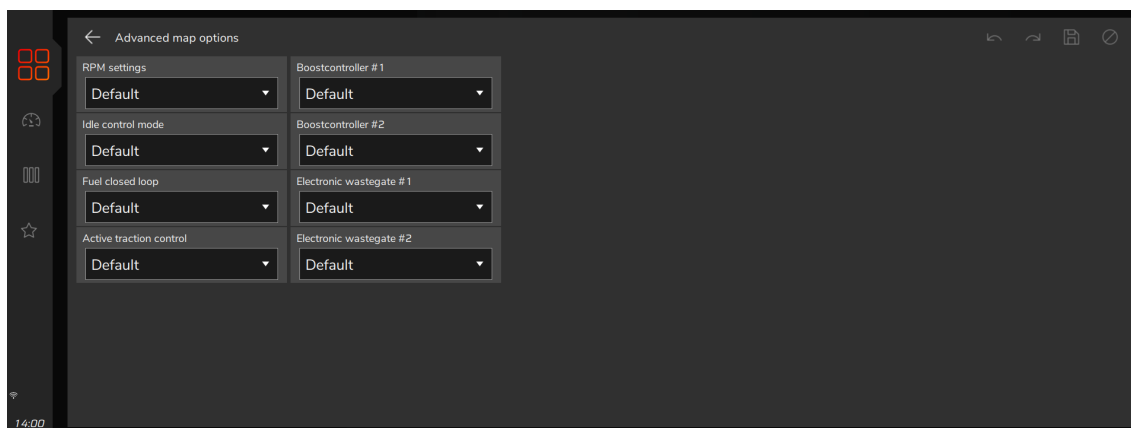 Advanced map options
RPM settings
Default
Boostcontroller #1
Default
Idle control mode
Default
Boostcontroller #2
Default
Fuel closed loop
Default
Electronic wastegate #1
Default
Active traction control
Default
Electronic wastegate #2
Default
14:00